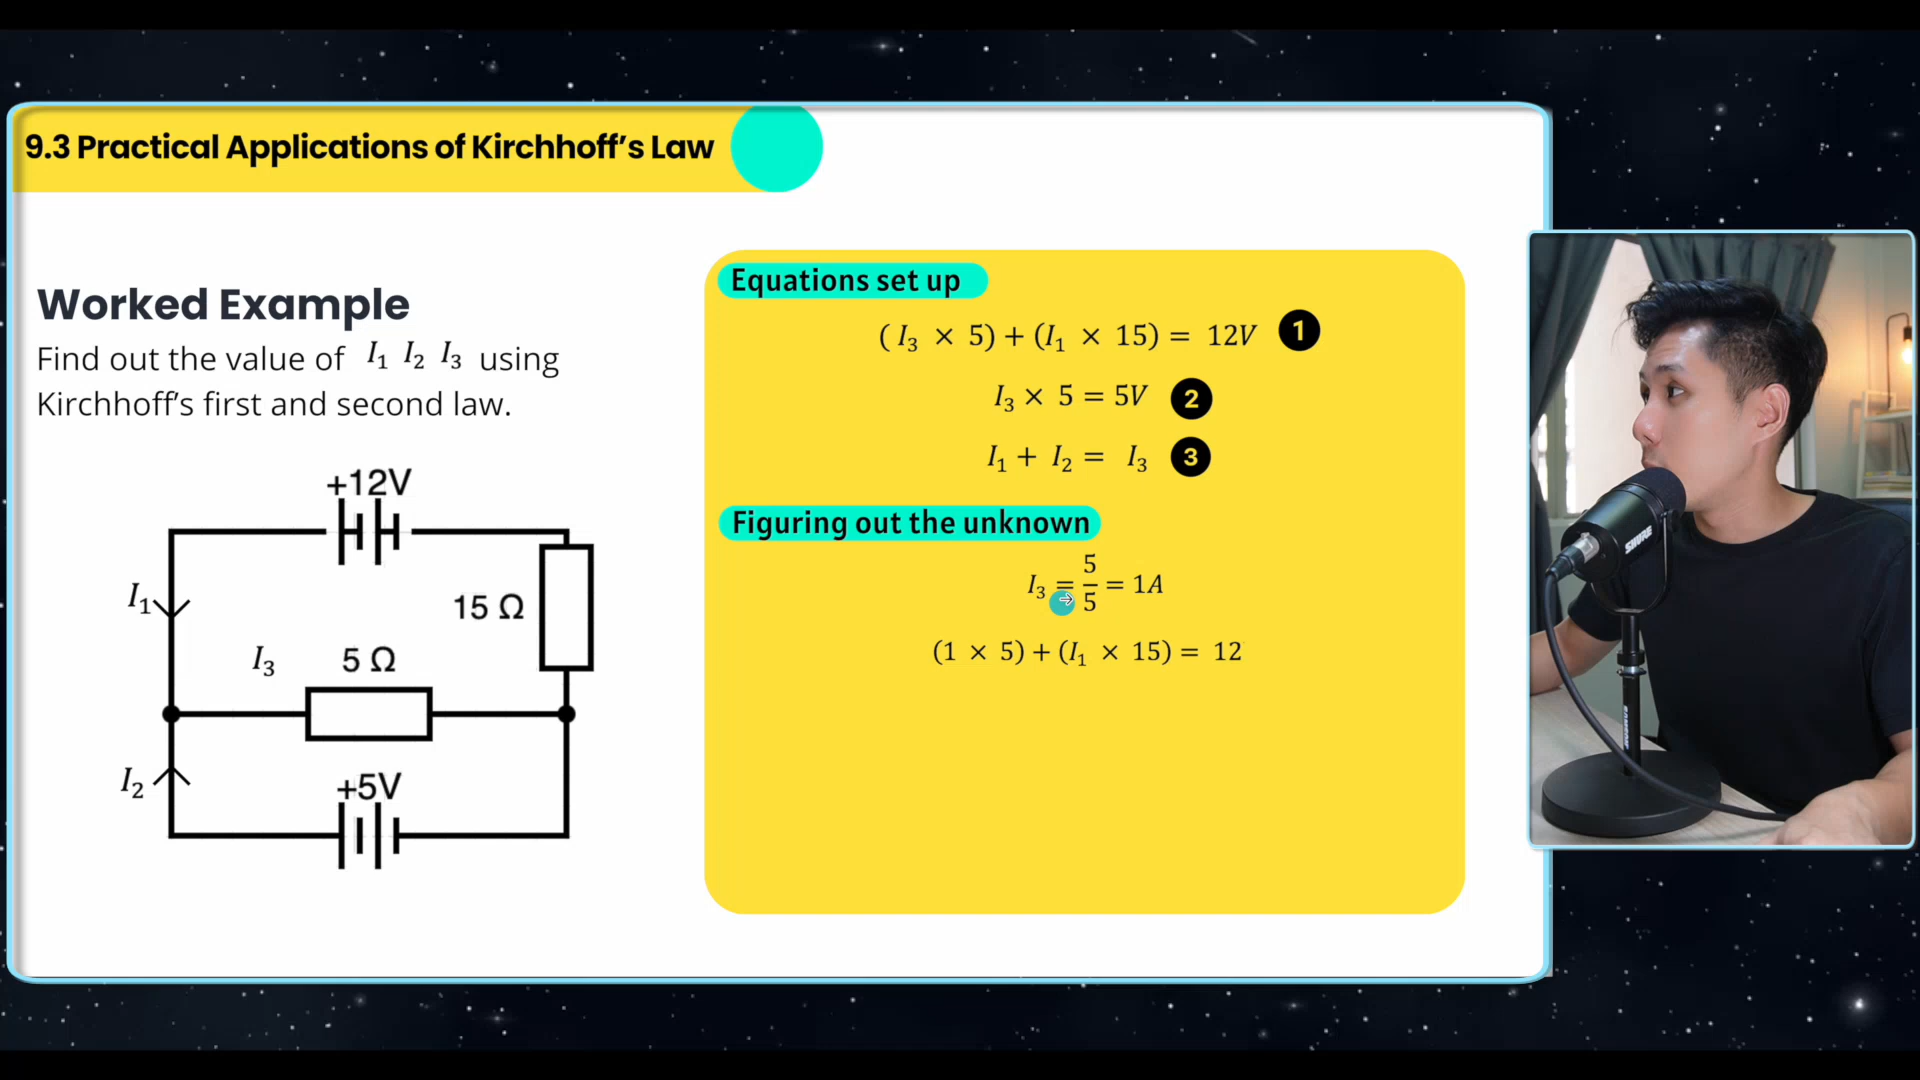 9.3 Practical Applications of Kirchhoff's Law
Worked Example
Find out the value of I₁ I₂ I₃ using
Kirchhoff's first and second law.
+12V
I₁
15 Ω
I₃
5 Ω
I₂
+5V
Equations set up
( I₃ × 5) + (I₁ × 15) = 12V 1
I₃ × 5 = 5V 2
I₁ + I₂ = I₃ 3
Figuring out the unknown
I₃ = 5/5 = 1A
(1 × 5) + (I₁ × 15) = 12
SHURE